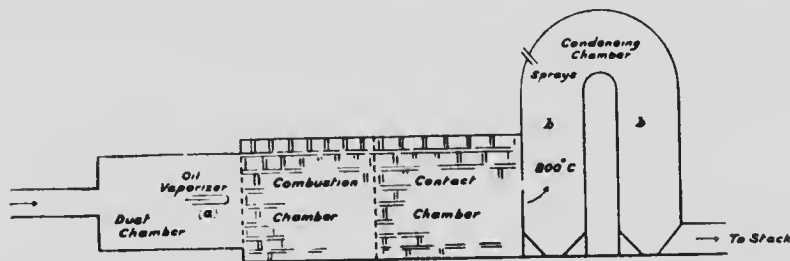 Condensing
Chamber
Sprays
b
b
800°C
Oil
Vaporizer
(a)
Dust
Chamber
Combustion
Chamber
Contact
Chamber
To Stack